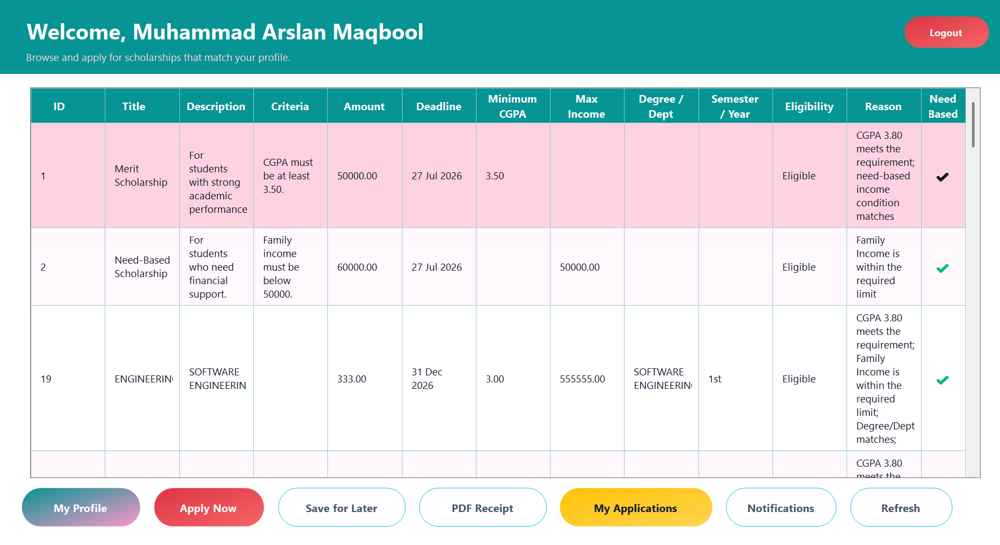 Welcome, Muhammad Arslan Maqbool
Browse and apply for scholarships that match your profile.
Logout
ID
Title
Description
Criteria
Amount
Deadline
Minimum
CGPA
Max
Income
Degree /
Dept
Semester
/ Year
Eligibility
Reason
Need
Based
1
Merit
Scholarship
For
students
with strong
academic
performance
CGPA must
be at least
3.50.
50000.00
27 Jul 2026
3.50
Eligible
CGPA 3.80
meets the
requirement;
need-based
income
condition
matches
2
Need-Based
Scholarship
For
students
who need
financial
support.
Family
income
must be
below
50000.
60000.00
27 Jul 2026
50000.00
Eligible
Family
Income is
within the
required
limit
19
ENGINEERIN
SOFTWARE
ENGINEERIN
333.00
31 Dec
2026
3.00
555555.00
SOFTWARE
ENGINEERIN
1st
Eligible
CGPA 3.80
meets the
requirement;
Family
Income is
within the
required
limit;
Degree/Dept
matches;
CGPA 3.80
meets the
My Profile
Apply Now
Save for Later
PDF Receipt
My Applications
Notifications
Refresh